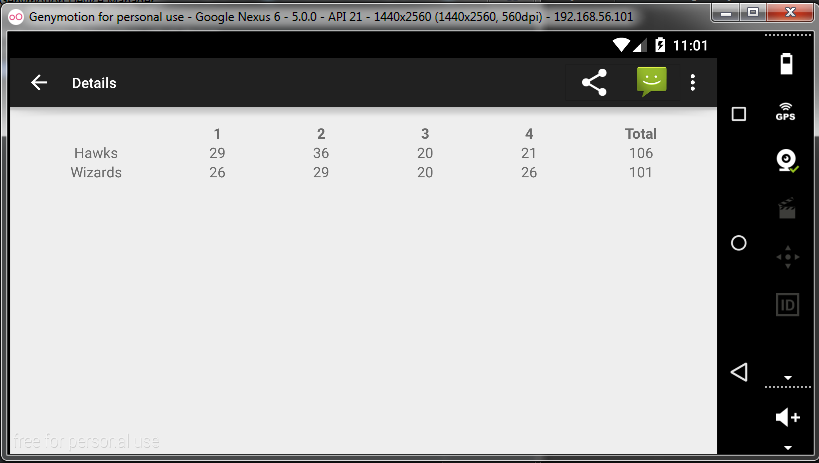 Genymotion for personal use - Google Nexus 6 - 5.0.0 - API 21 - 1440x2560 (1440x2560, 560dpi) - 192.168.56.101
11:01
Details
1 2 3 4 Total
Hawks 29 36 20 21 106
Wizards 26 29 20 26 101
free for personal use
GPS
ID